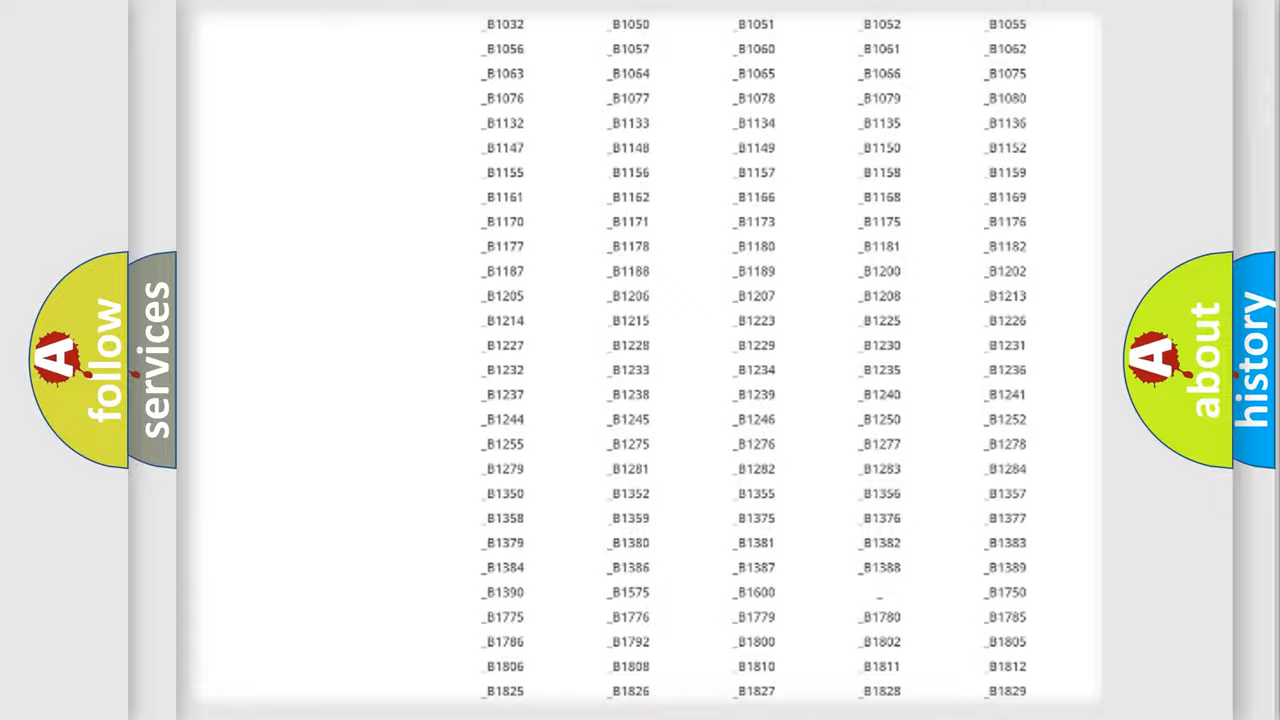 _B1032 _B1050 _B1051 _B1052 _B1055
_B1056 _B1057 _B1060 _B1061 _B1062
_B1063 _B1064 _B1065 _B1066 _B1075
_B1076 _B1077 _B1078 _B1079 _B1080
_B1132 _B1133 _B1134 _B1135 _B1136
_B1147 _B1148 _B1149 _B1150 _B1152
_B1155 _B1156 _B1157 _B1158 _B1159
_B1161 _B1162 _B1166 _B1168 _B1169
_B1170 _B1171 _B1173 _B1175 _B1176
_B1177 _B1178 _B1180 _B1181 _B1182
_B1187 _B1188 _B1189 _B1200 _B1202
_B1205 _B1206 _B1207 _B1208 _B1213
_B1214 _B1215 _B1223 _B1225 _B1226
_B1227 _B1228 _B1229 _B1230 _B1231
_B1232 _B1233 _B1234 _B1235 _B1236
_B1237 _B1238 _B1239 _B1240 _B1241
_B1244 _B1245 _B1246 _B1250 _B1252
_B1255 _B1275 _B1276 _B1277 _B1278
_B1279 _B1281 _B1282 _B1283 _B1284
_B1350 _B1352 _B1355 _B1356 _B1357
_B1358 _B1359 _B1375 _B1376 _B1377
_B1379 _B1380 _B1381 _B1382 _B1383
_B1384 _B1386 _B1387 _B1388 _B1389
_B1390 _B1575 _B1600 _ _B1750
_B1775 _B1776 _B1779 _B1780 _B1785
_B1786 _B1792 _B1800 _B1802 _B1805
_B1806 _B1808 _B1810 _B1811 _B1812
_B1825 _B1826 _B1827 _B1828 _B1829
A
follow
services
A
about
history